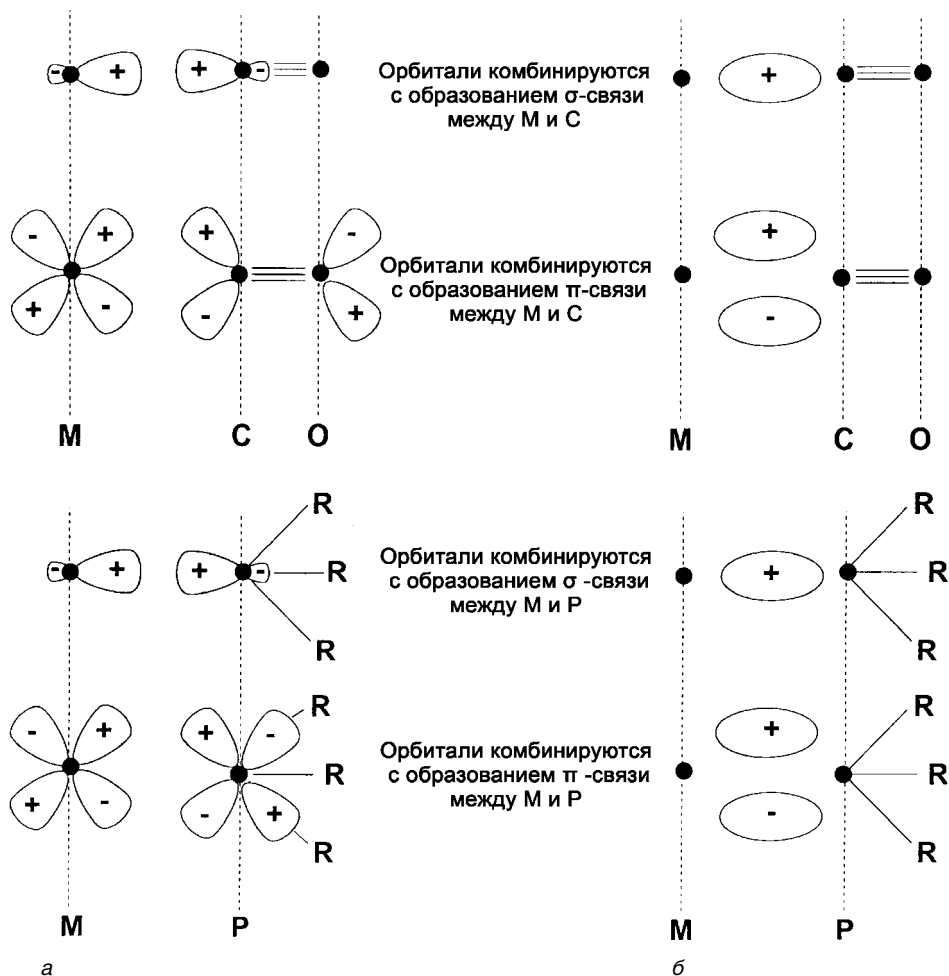 - + + - +
Орбитали комбинируются
с образованием σ-связи
между М и С
- + + -
+
Орбитали комбинируются
с образованием π-связи
между М и С
-
+ - - +
M C O M C O
R R
- + + - R
Орбитали комбинируются
с образованием σ -связи
между М и Р
+ R
R R
R R
- + + -
+
R
Орбитали комбинируются
с образованием π -связи
между М и Р
R
+ - - +
-
R R
M P M P
а б